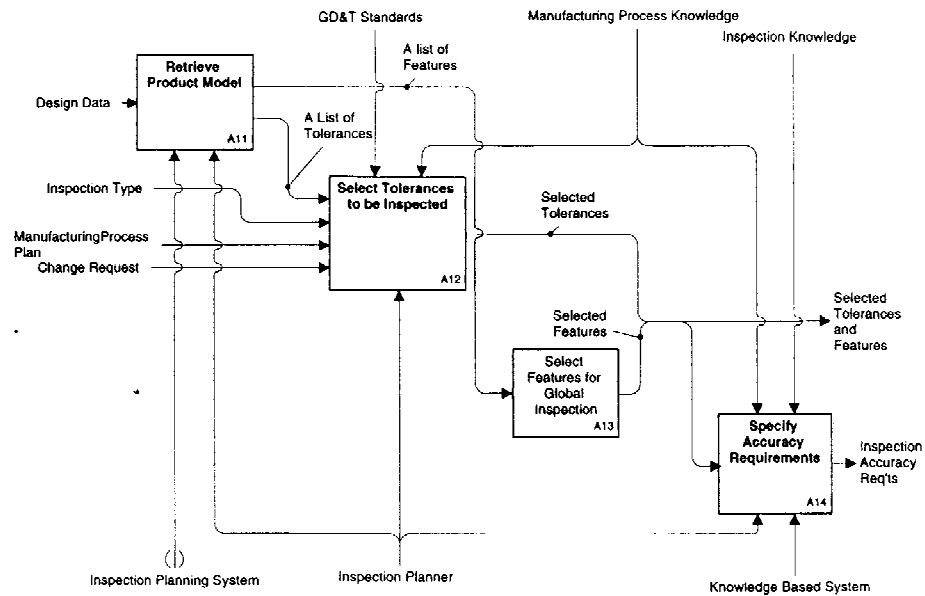 GD&T Standards
Manufacturing Process Knowledge
Inspection Knowledge
A list of
Features
Retrieve
Product Model
A11
Design Data
A List of
Tolerances
Inspection Type
Select Tolerances
to be Inspected
A12
Selected
Tolerances
ManufacturingProcess
Plan
Change Request
Selected
Features
Selected
Tolerances
and
Features
Select
Features for
Global
Inspection
A13
Specify
Accuracy
Requirements
A14
Inspection
Accuracy
Req'ts
Inspection Planning System
Inspection Planner
Knowledge Based System